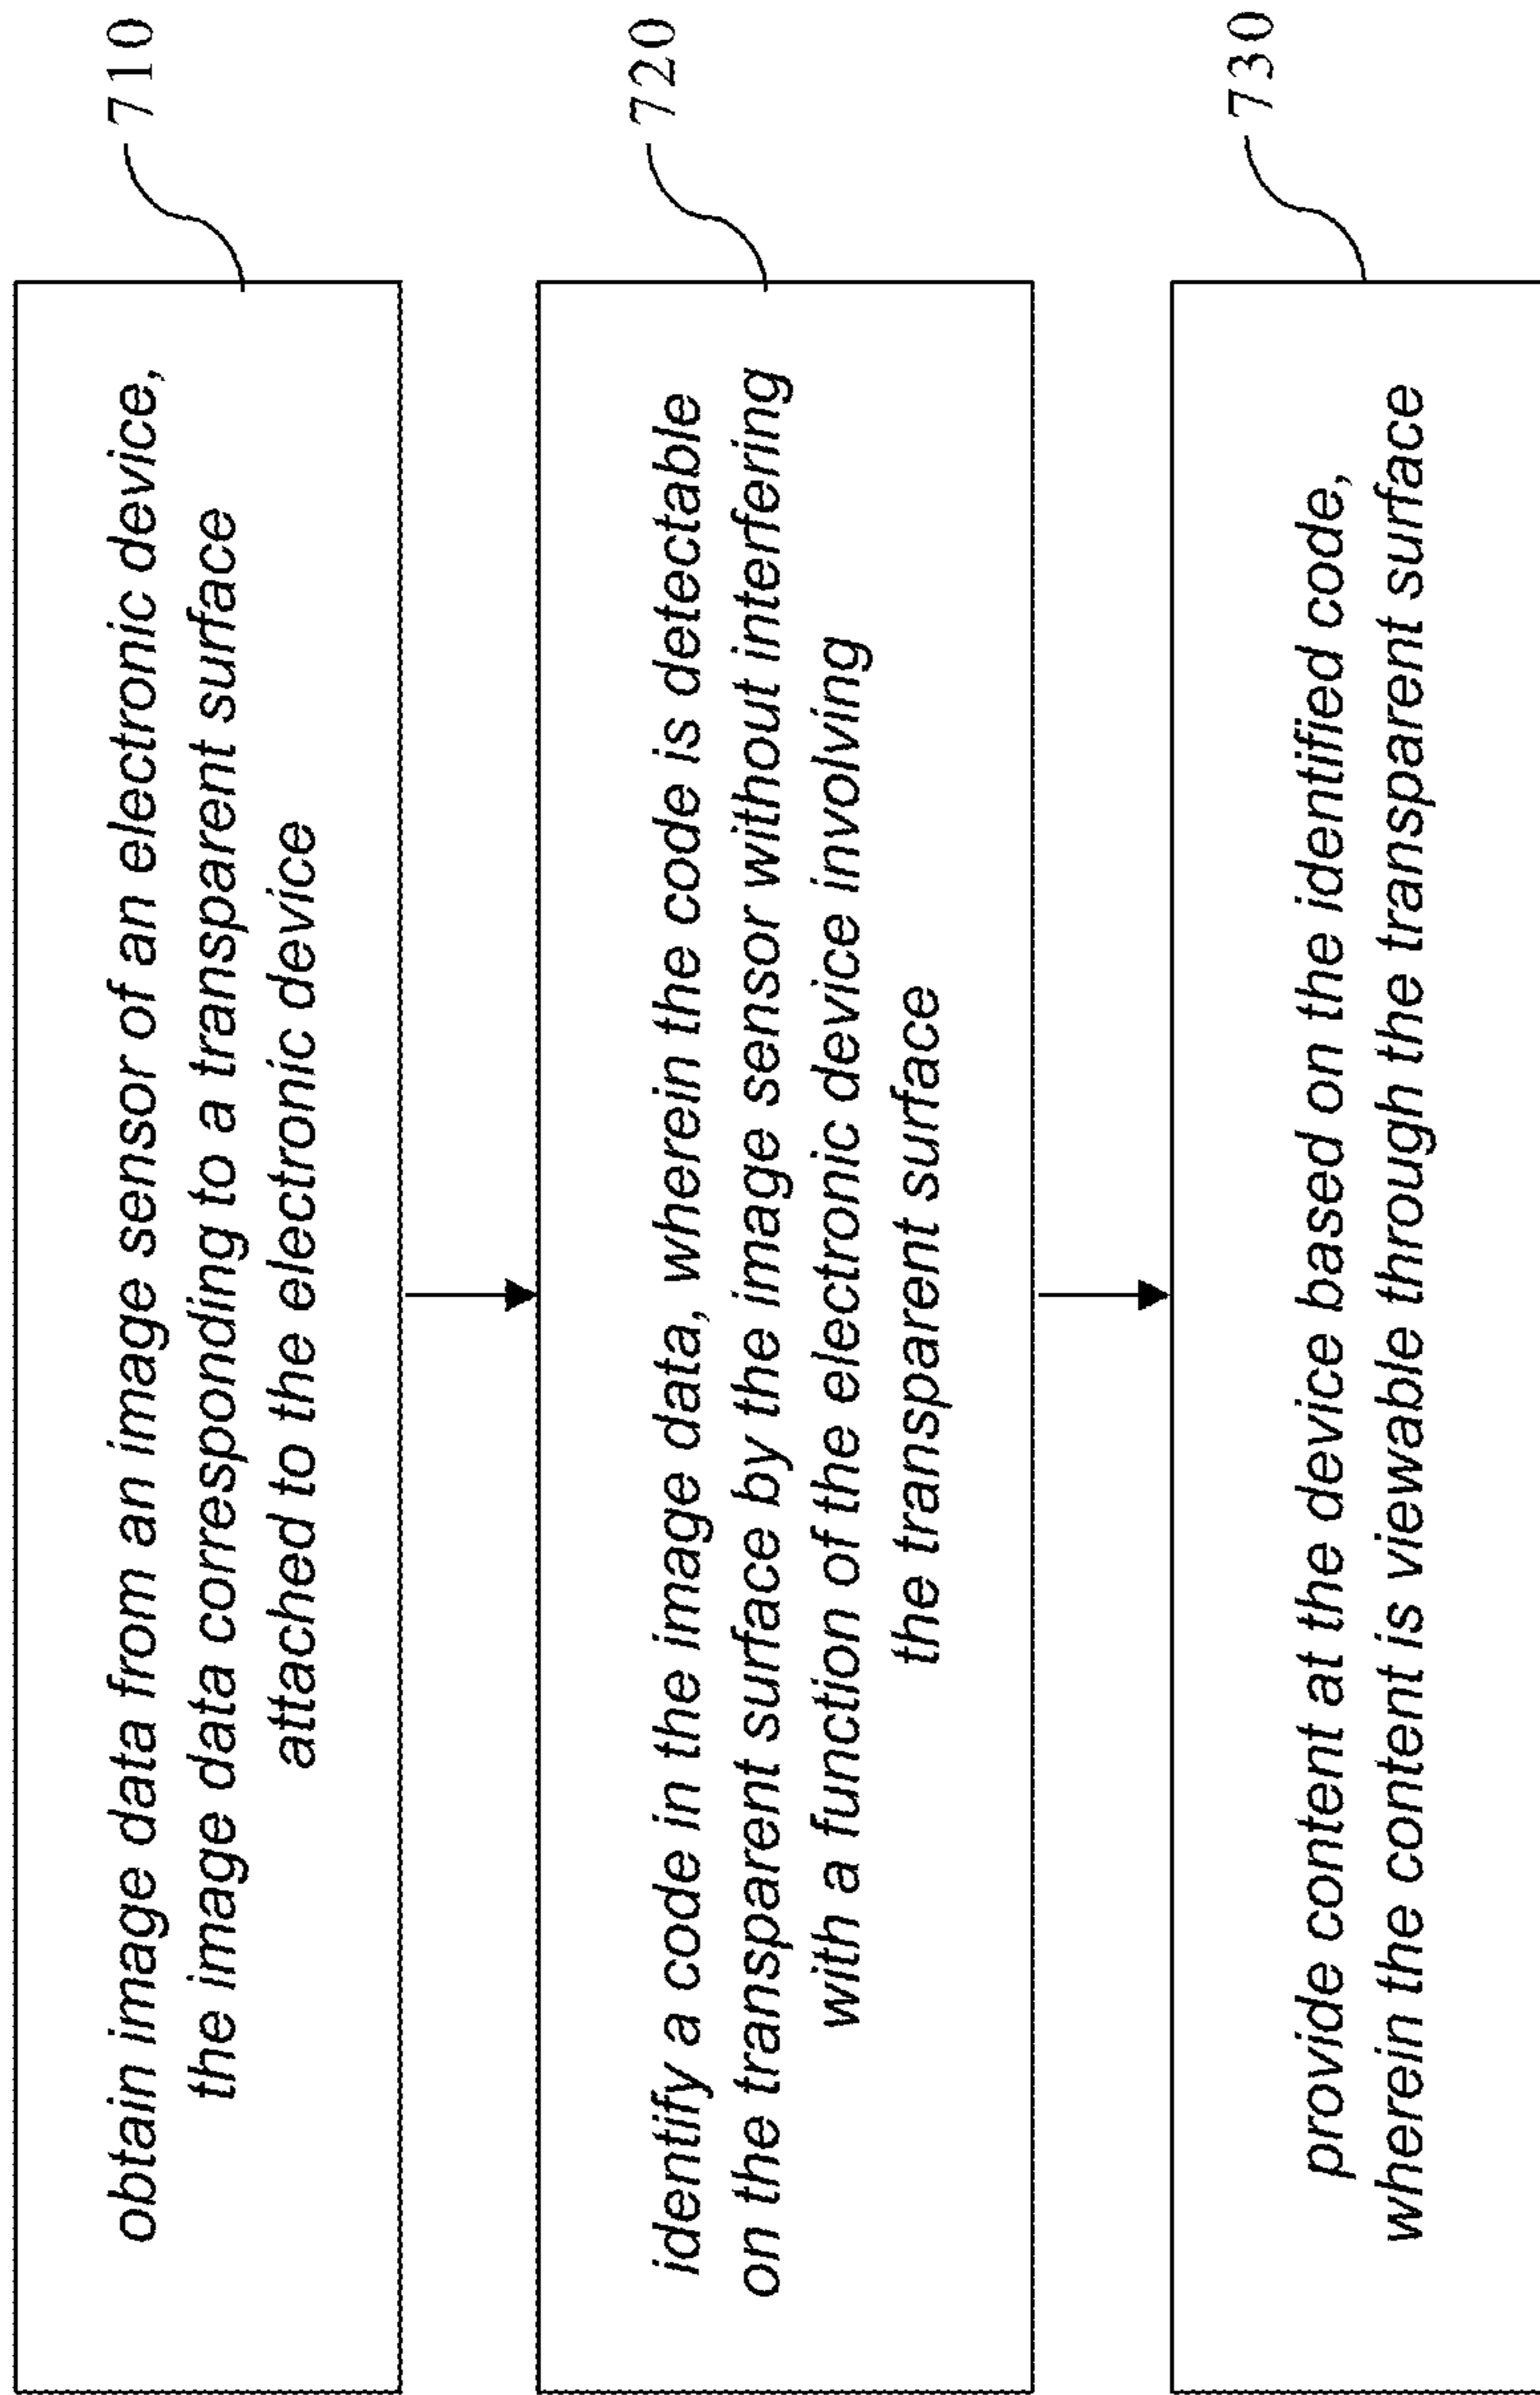 obtain image data from an image sensor of an electronic device,
the image data corresponding to a transparent surface
attached to the electronic device
710
identify a code in the image data, wherein the code is detectable
on the transparent surface by the image sensor without interfering
with a function of the electronic device involving
the transparent surface
720
provide content at the device based on the identified code,
wherein the content is viewable through the transparent surface
730